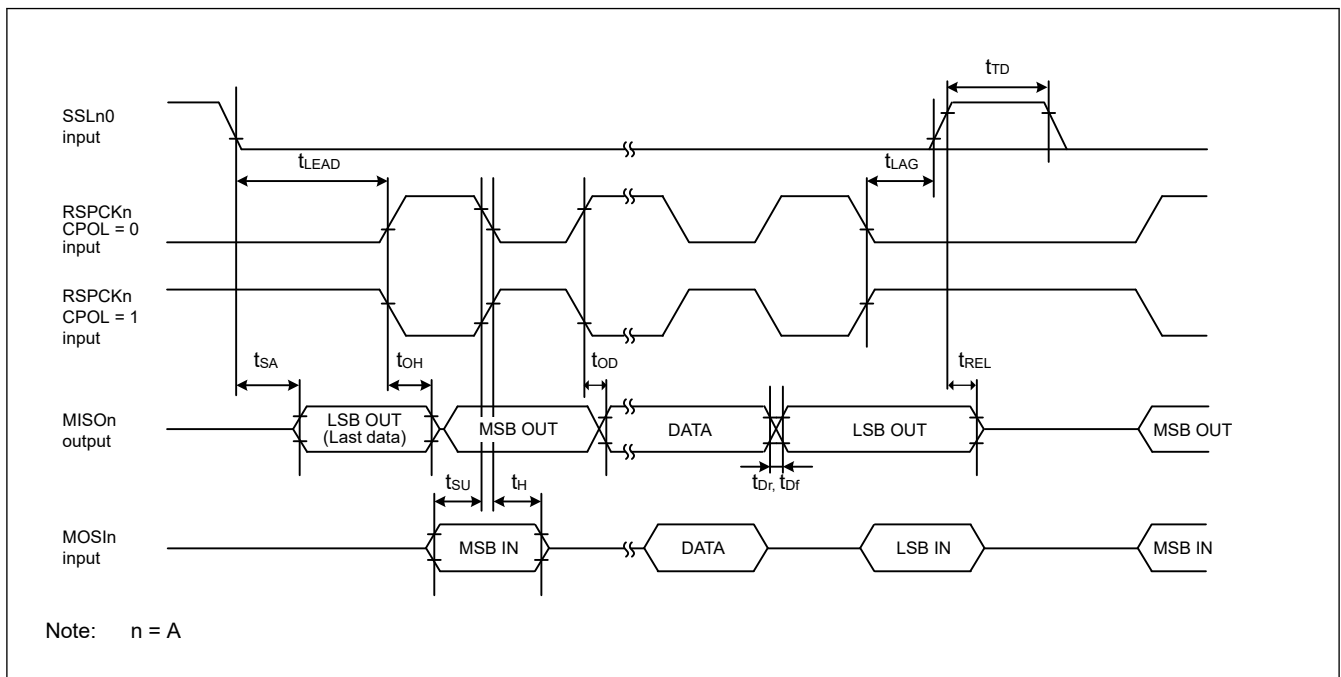 tTD
SSLn0
input
tLEAD
tLAG
RSPCKn
CPOL = 0
input
RSPCKn
CPOL = 1
input
tSA
tOH
tOD
tREL
MISOn
output
LSB OUT
(Last data)
MSB OUT
DATA
LSB OUT
MSB OUT
tSU
tH
tDr, tDf
MOSIn
input
MSB IN
DATA
LSB IN
MSB IN
Note: n = A